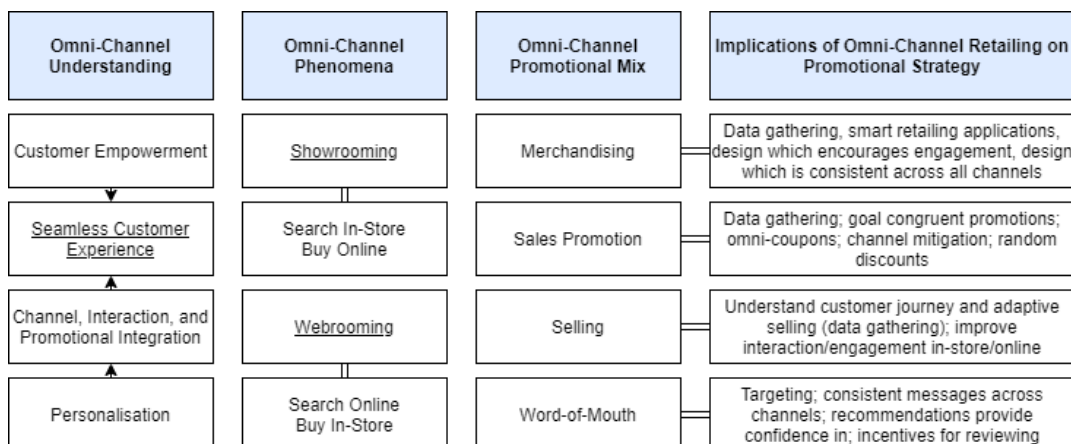 Omni-Channel
Understanding
Omni-Channel
Phenomena
Omni-Channel
Promotional Mix
Implications of Omni-Channel Retailing on
Promotional Strategy
Customer Empowerment
Showrooming
Merchandising
Data gathering, smart retailing applications,
design which encourages engagement, design
which is consistent across all channels
Seamless Customer
Experience
Search In-Store
Buy Online
Sales Promotion
Data gathering; goal congruent promotions;
omni-coupons; channel mitigation; random
discounts
Channel, Interaction, and
Promotional Integration
Webrooming
Selling
Understand customer journey and adaptive
selling (data gathering); improve
interaction/engagement in-store/online
Personalisation
Search Online
Buy In-Store
Word-of-Mouth
Targeting; consistent messages across
channels; recommendations provide
confidence in; incentives for reviewing